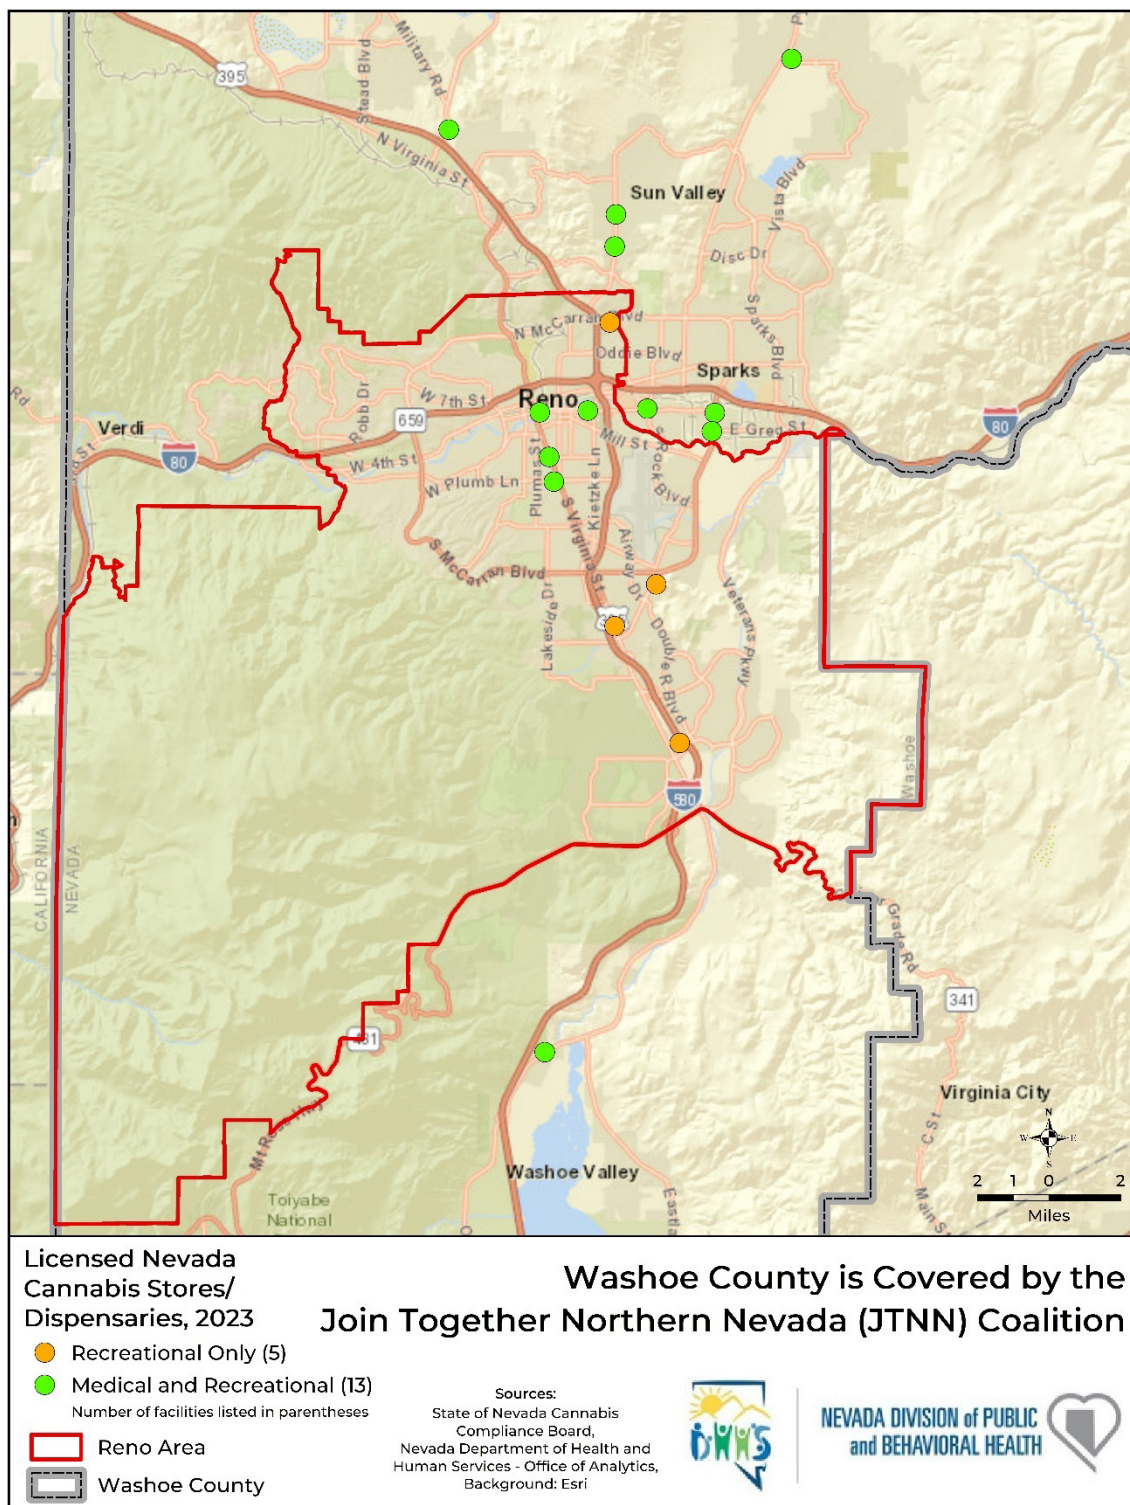 395
Stead Blvd
Military Rd
N Virginia St
Sun Valley
Vista Blvd
Disc Dr
Sparks Blvd
N McCarran Blvd
Oddie Blvd
Sparks
Reno
W 7th St
659
Robb Dr
Rd
Verdi
80
W 4th St
Mill St
E Greg St
80
S Rock Blvd
W Plumb Ln
Plumas St
Kietzke Ln
S Virginia St
S McCarran Blvd
Airway Dr
Lakeside Dr
Double R Blvd
Veterans Pkwy
Washoe
580
CALIFORNIA
NEVADA
Grade Rd
341
431
Virginia City
C St
Main St
Mt Rose Hwy
Washoe Valley
Toiyabe
National
N
W E
S
2 1 0 2
Miles
Licensed Nevada
Cannabis Stores/
Dispensaries, 2023
Recreational Only (5)
Medical and Recreational (13)
Number of facilities listed in parentheses
Reno Area
Washoe County
Washoe County is Covered by the
Join Together Northern Nevada (JTNN) Coalition
Sources:
State of Nevada Cannabis
Compliance Board,
Nevada Department of Health and
Human Services - Office of Analytics,
Background: Esri
DHHS
NEVADA DIVISION of PUBLIC
and BEHAVIORAL HEALTH